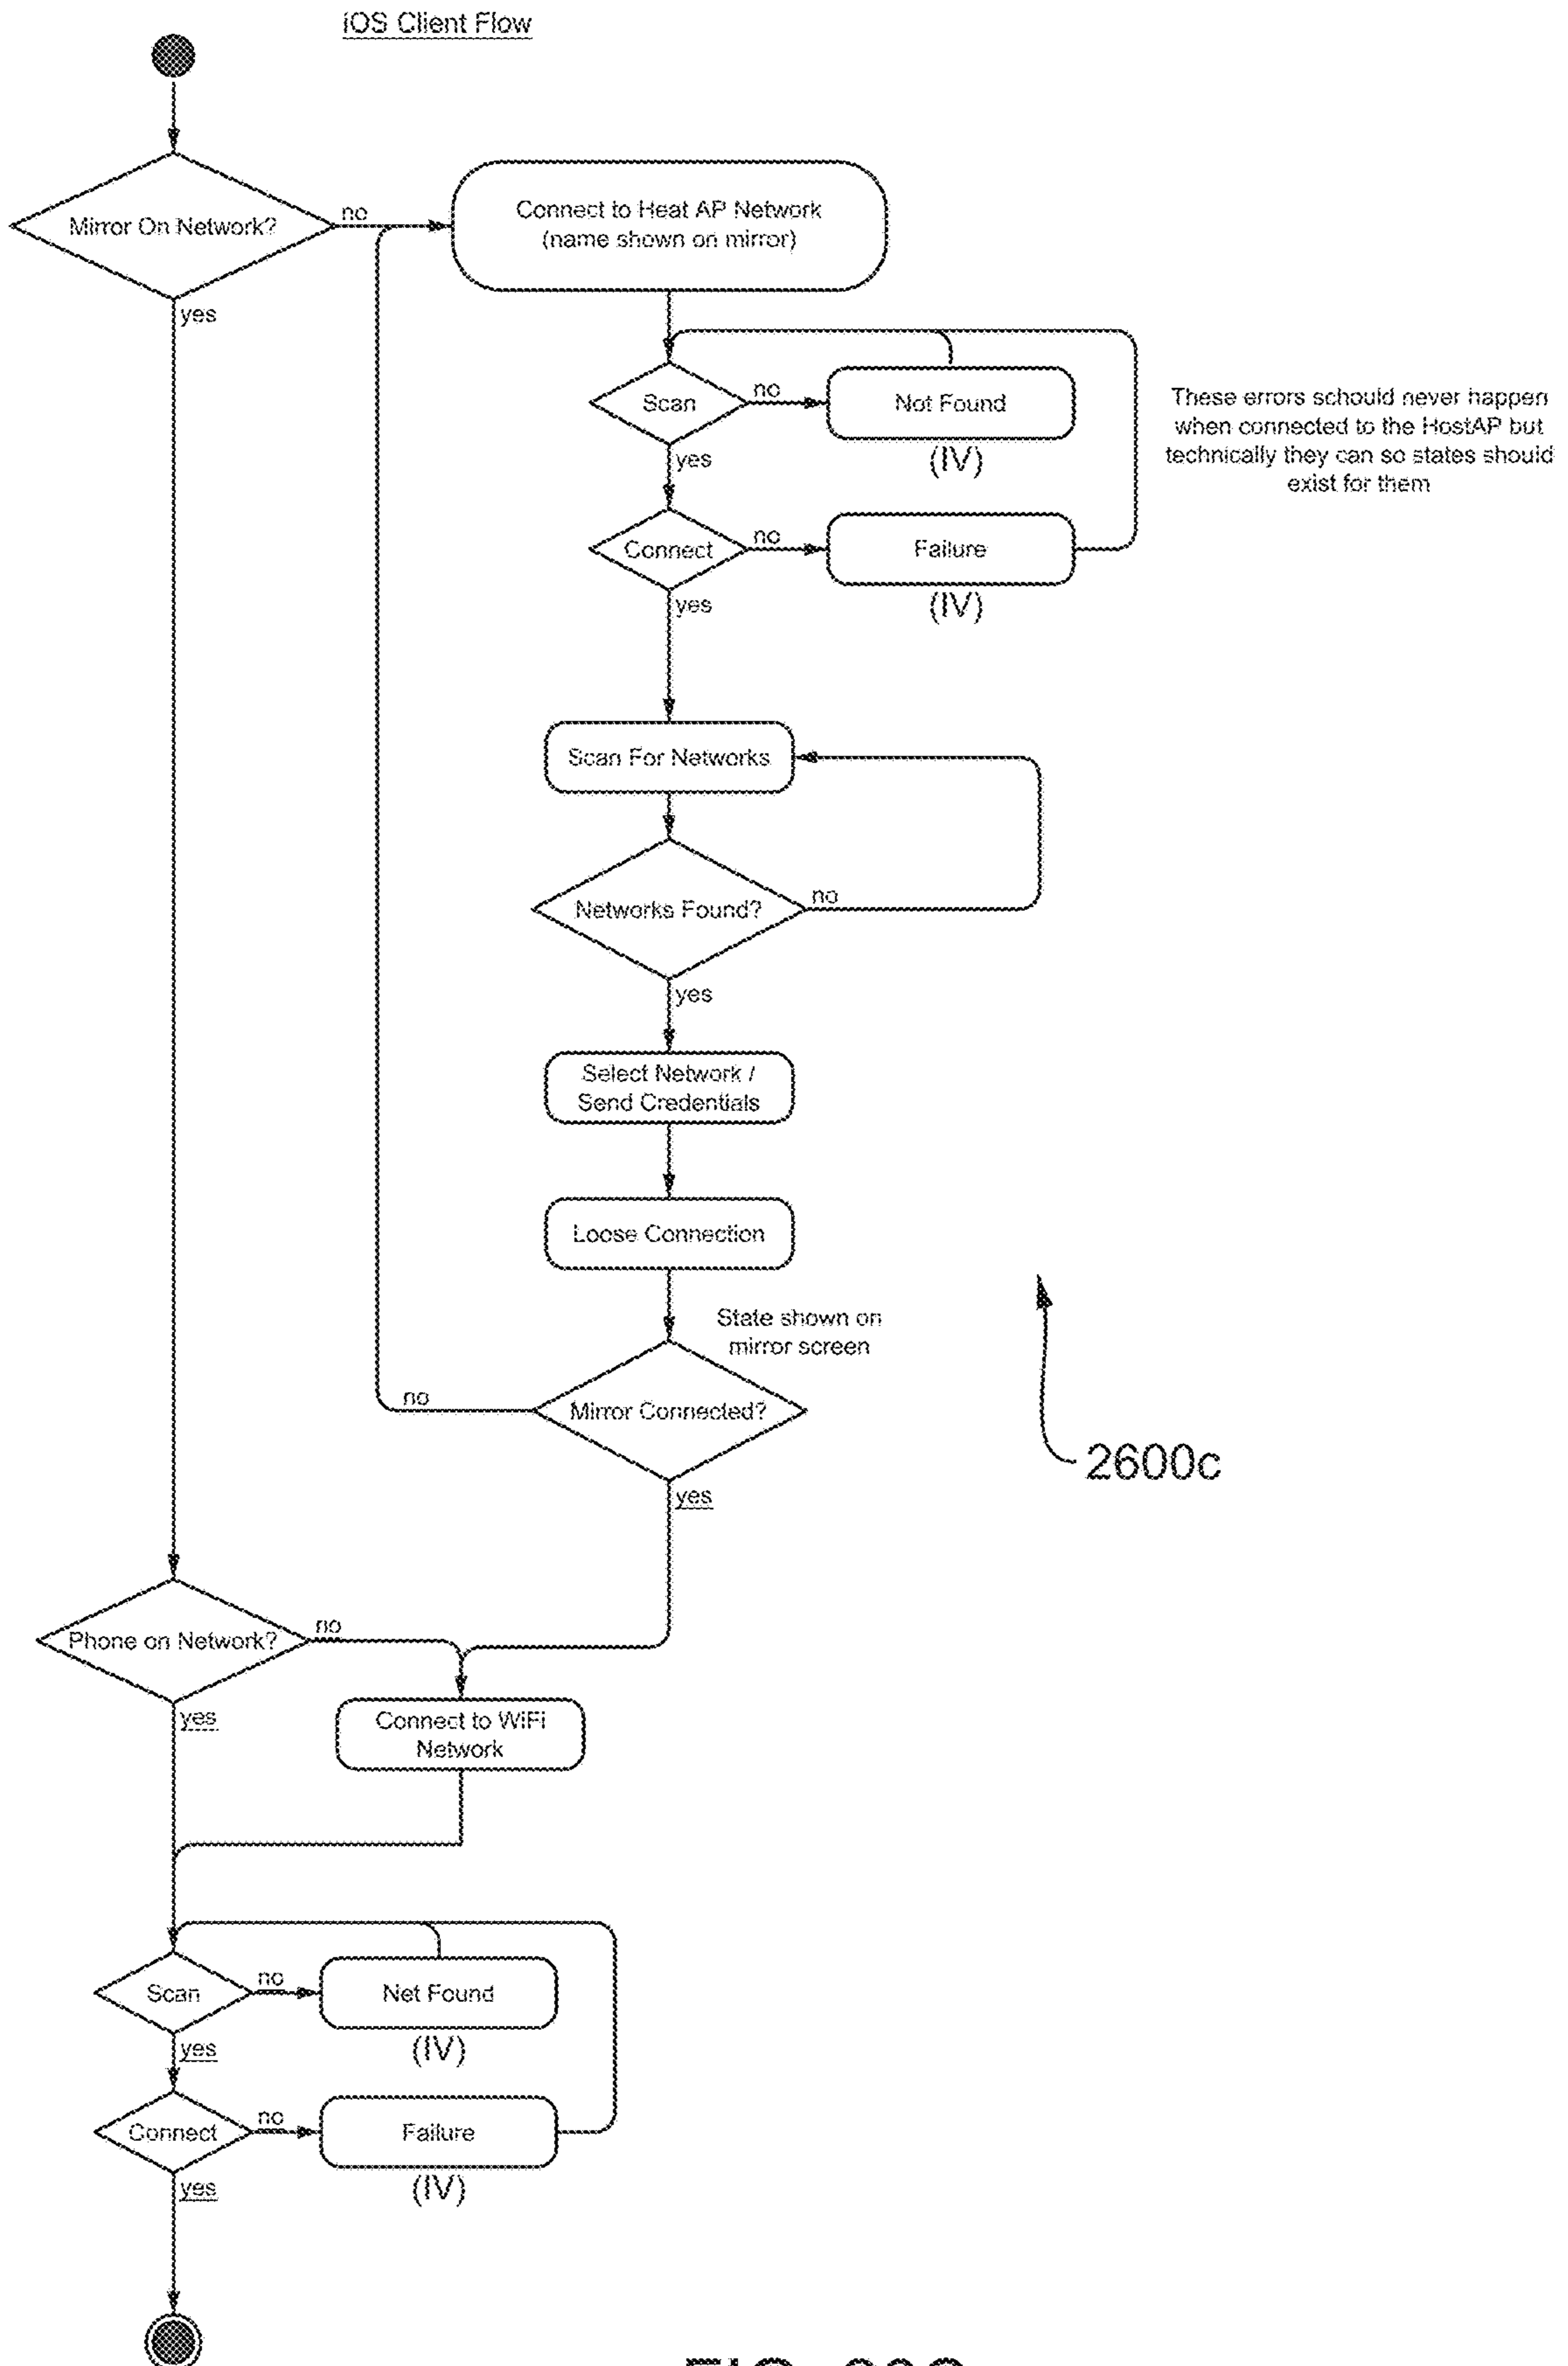 iOS Client Flow
Mirror On Network?
no
yes
Connect to Heat AP Network
(name shown on mirror)
Scan
no
Not Found
(IV)
yes
These errors schould never happen
when connected to the HostAP but
technically they can so states should
exist for them
Connect
no
Failure
(IV)
yes
Scan For Networks
Networks Found?
no
yes
Select Network /
Send Credentials
Loose Connection
State shown on
mirror screen
Mirror Connected?
no
yes
2600c
Phone on Network?
no
yes
Connect to WiFi
Network
Scan
no
Net Found
(IV)
yes
Connect
no
Failure
(IV)
yes